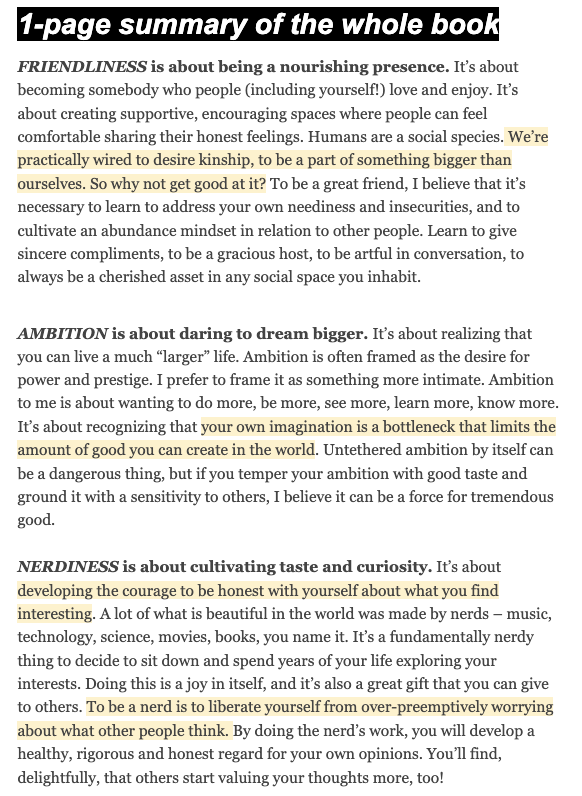 1-page summary of the whole book
FRIENDLINESS is about being a nourishing presence. It's about
becoming somebody who people (including yourself!) love and enjoy. It's
about creating supportive, encouraging spaces where people can feel
comfortable sharing their honest feelings. Humans are a social species. We're
practically wired to desire kinship, to be a part of something bigger than
ourselves. So why not get good at it? To be a great friend, I believe that it's
necessary to learn to address your own neediness and insecurities, and to
cultivate an abundance mindset in relation to other people. Learn to give
sincere compliments, to be a gracious host, to be artful in conversation, to
always be a cherished asset in any social space you inhabit.
AMBITION is about daring to dream bigger. It's about realizing that
you can live a much “larger” life. Ambition is often framed as the desire for
power and prestige. I prefer to frame it as something more intimate. Ambition
to me is about wanting to do more, be more, see more, learn more, know more.
It's about recognizing that your own imagination is a bottleneck that limits the
amount of good you can create in the world. Untethered ambition by itself can
be a dangerous thing, but if you temper your ambition with good taste and
ground it with a sensitivity to others, I believe it can be a force for tremendous
good.
NERDINESS is about cultivating taste and curiosity. It's about
developing the courage to be honest with yourself about what you find
interesting. A lot of what is beautiful in the world was made by nerds – music,
technology, science, movies, books, you name it. It's a fundamentally nerdy
thing to decide to sit down and spend years of your life exploring your
interests. Doing this is a joy in itself, and it's also a great gift that you can give
to others. To be a nerd is to liberate yourself from over-preemptively worrying
about what other people think. By doing the nerd's work, you will develop a
healthy, rigorous and honest regard for your own opinions. You'll find,
delightfully, that others start valuing your thoughts more, too!